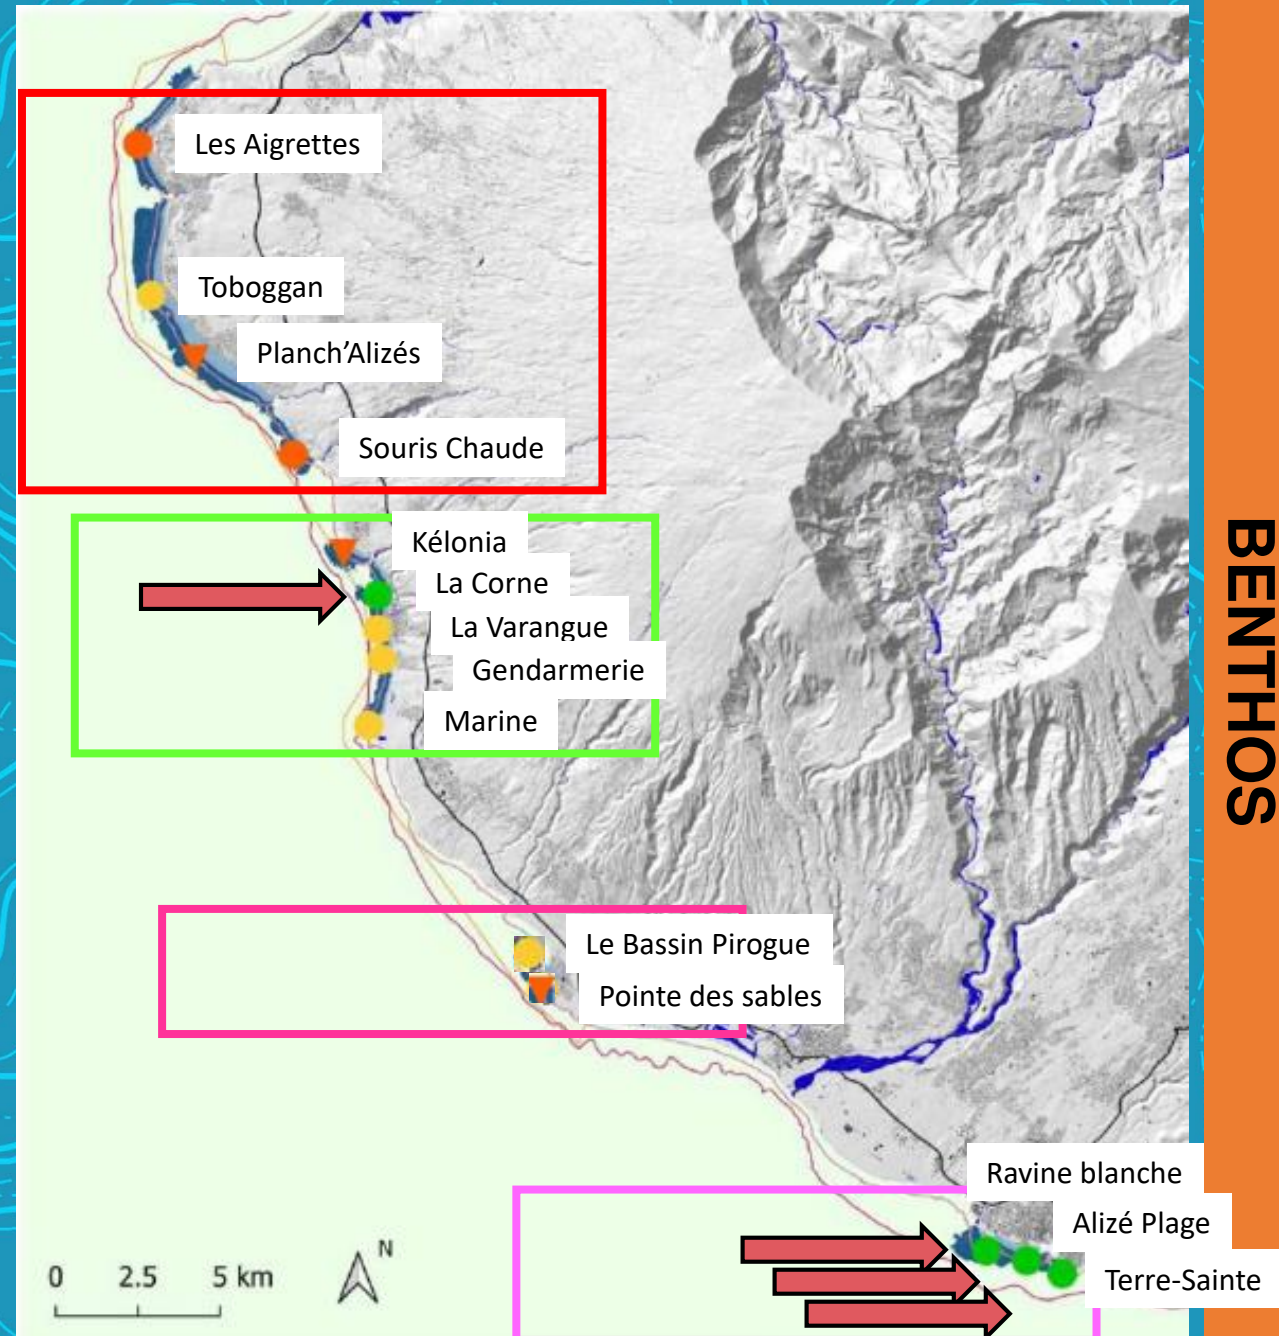 Les Aigrettes
Toboggan
Planch'Alizés
Souris Chaude
Kélonia
La Corne
La Varangue
Gendarmerie
Marine
Le Bassin Pirogue
Pointe des sables
Ravine blanche
Alizé Plage
Terre-Sainte
N
0 2.5 5 km
BENTHOS